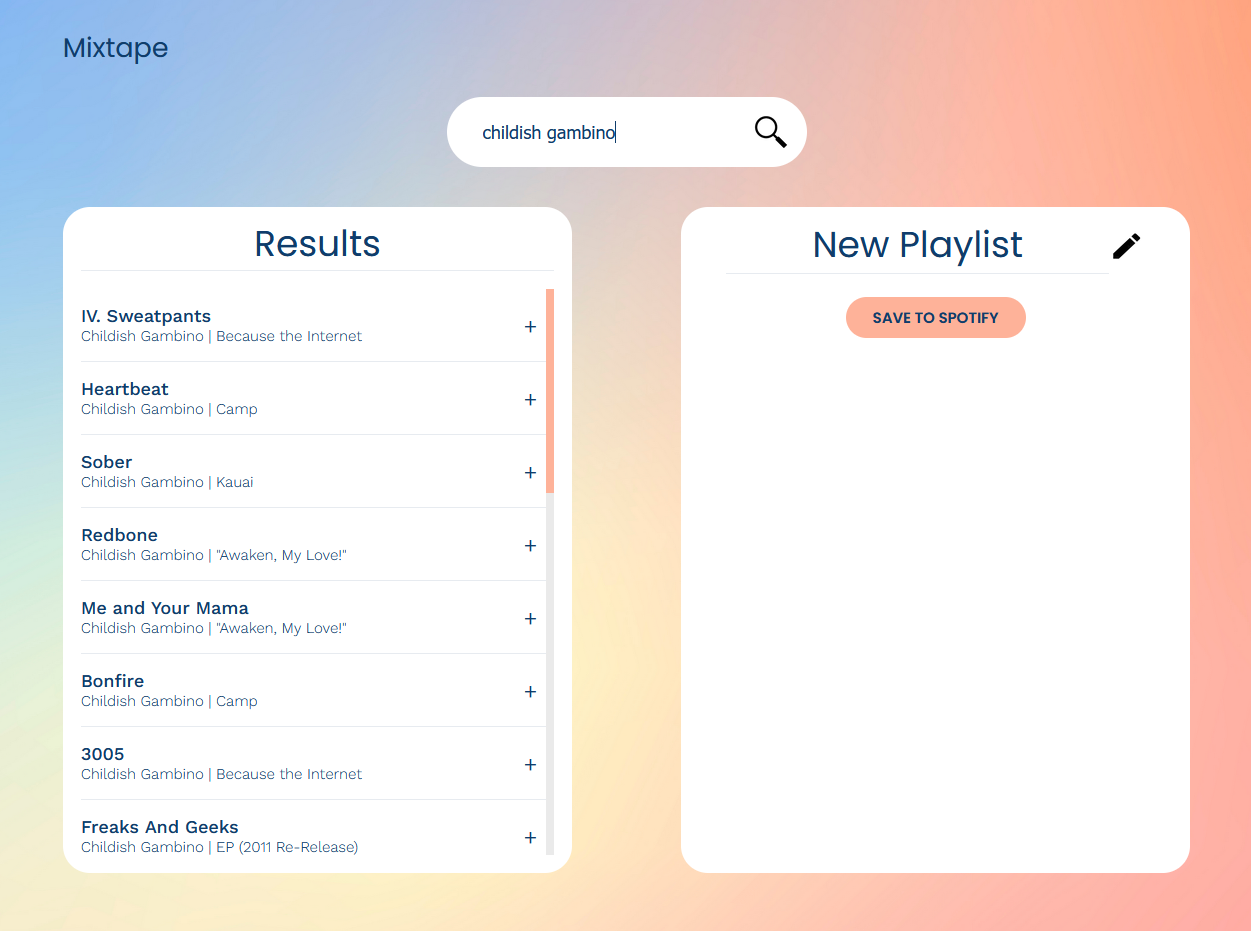 Mixtape
childish gambino
Results
IV. Sweatpants
Childish Gambino | Because the Internet
+
Heartbeat
Childish Gambino | Camp
+
Sober
Childish Gambino | Kauai
+
Redbone
Childish Gambino | "Awaken, My Love!"
+
Me and Your Mama
Childish Gambino | "Awaken, My Love!"
+
Bonfire
Childish Gambino | Camp
+
3005
Childish Gambino | Because the Internet
+
Freaks And Geeks
Childish Gambino | EP (2011 Re-Release)
+
New Playlist
SAVE TO SPOTIFY